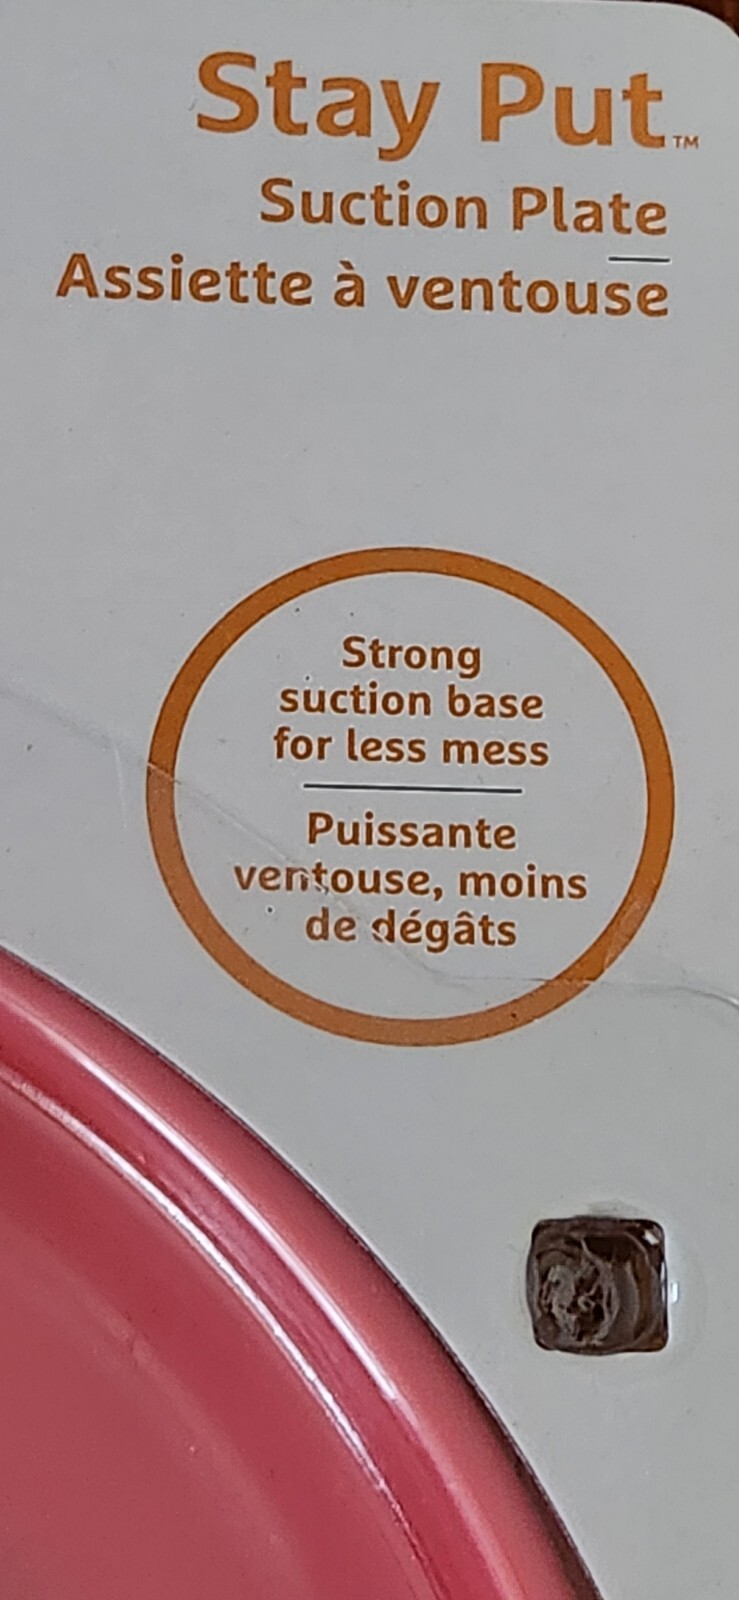 Stay Put™
Suction Plate
Assiette à ventouse
Strong
suction base
for less mess
Puissante
ventouse, moins
de dégâts